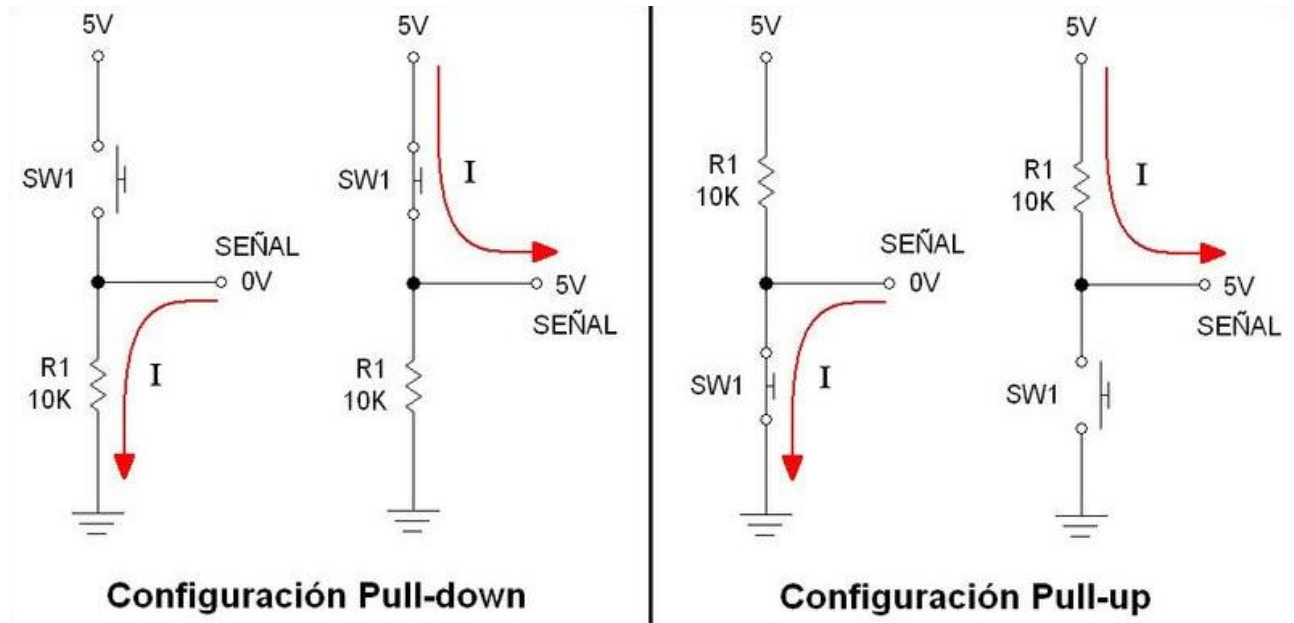 5V
SW1
SEÑAL
0V
R1
10K
I
5V
SW1
I
5V
SEÑAL
R1
10K
Configuración Pull-down
5V
R1
10K
SEÑAL
0V
SW1
I
5V
R1
10K
I
5V
SEÑAL
SW1
Configuración Pull-up